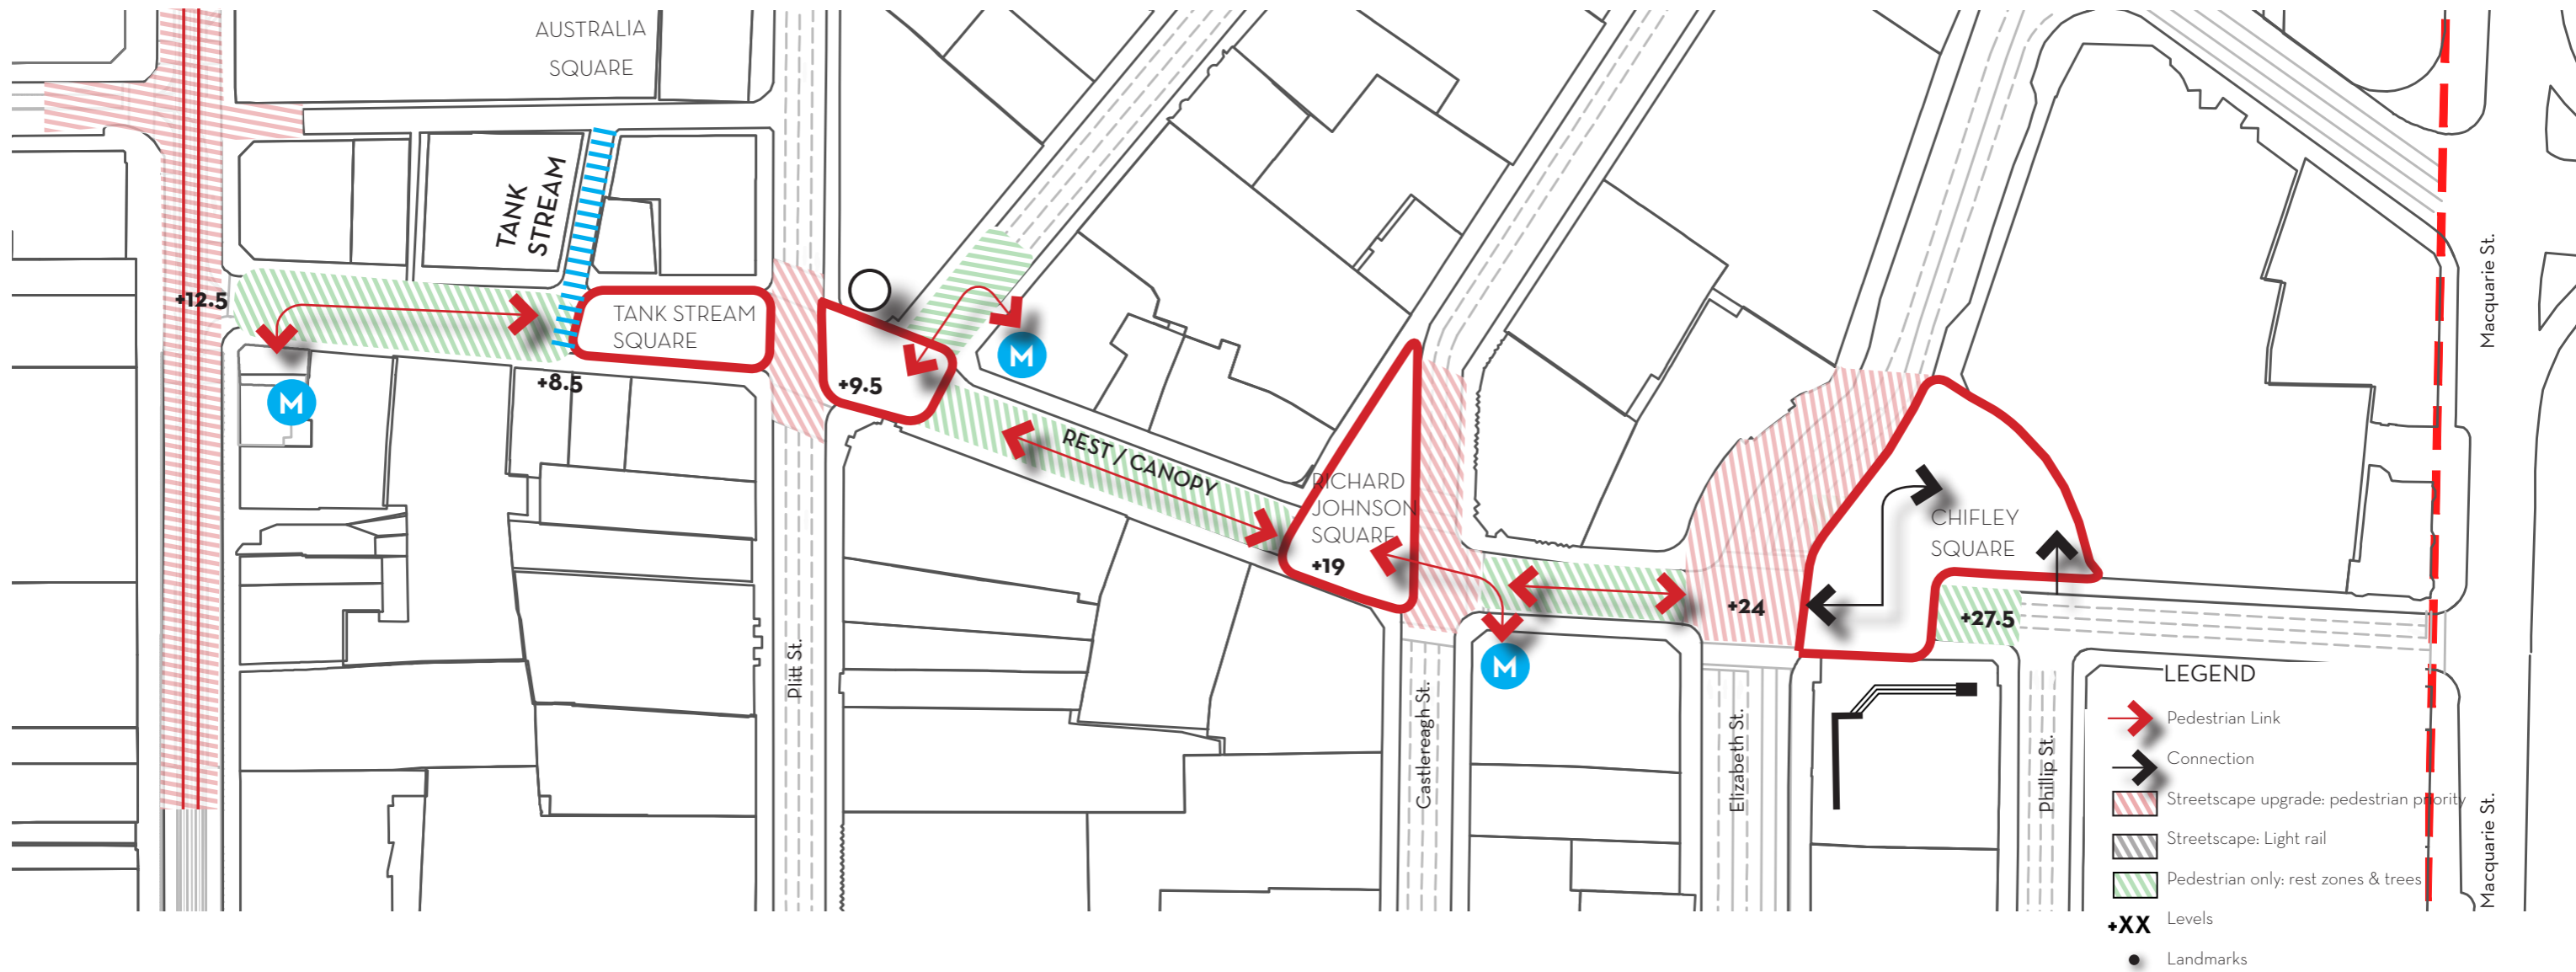 AUSTRALIA
SQUARE
TANK
STREAM
+12.5
TANK STREAM
SQUARE
+8.5
M
+9.5
M
REST / CANOPY
RICHARD
JOHNSON
SQUARE
+19
M
+24
CHIFLEY
SQUARE
+27.5
Plitt St.
Castlereagh St.
Elizabeth St.
Phillip St.
Macquarie St.
Macquarie St.
LEGEND
Pedestrian Link
Connection
Streetscape upgrade: pedestrian priority
Streetscape: Light rail
Pedestrian only: rest zones & trees
+XX Levels
Landmarks